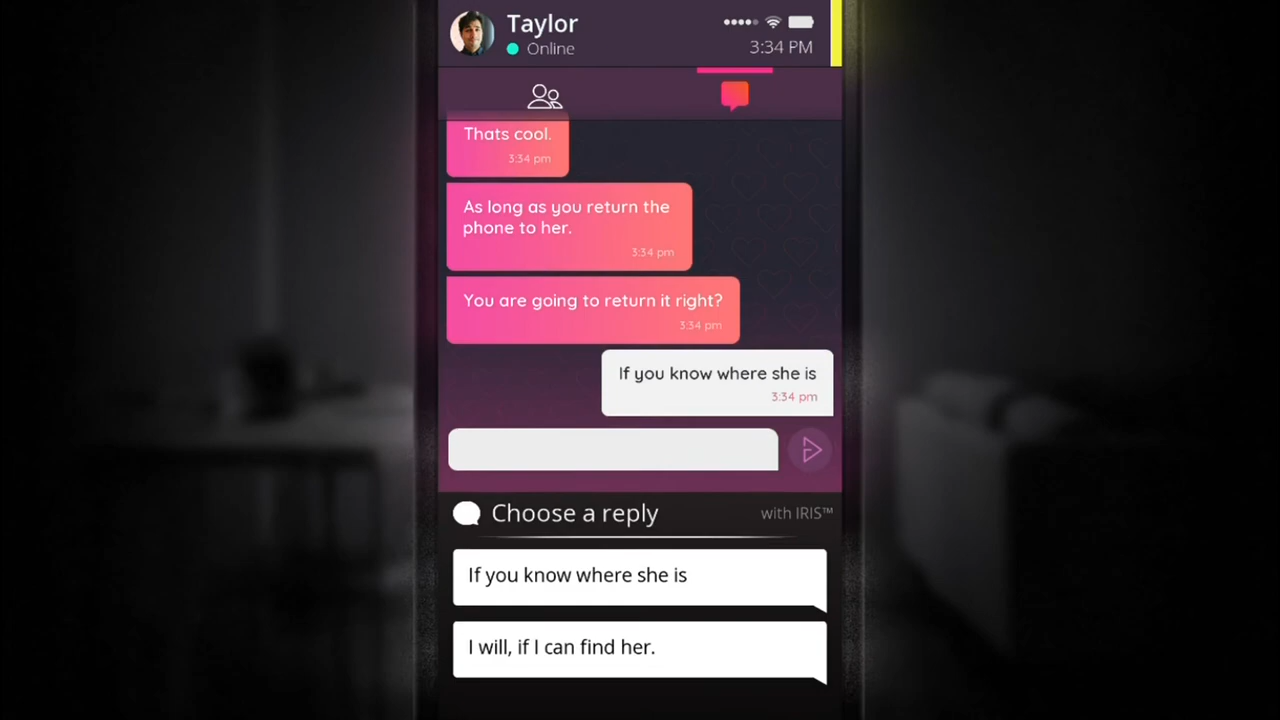 Taylor
Online
3:34 PM
Thats cool.
3:34 pm
As long as you return the
phone to her.
3:34 pm
You are going to return it right?
3:34 pm
If you know where she is
3:34 pm
Choose a reply
with IRIS™
If you know where she is
I will, if I can find her.